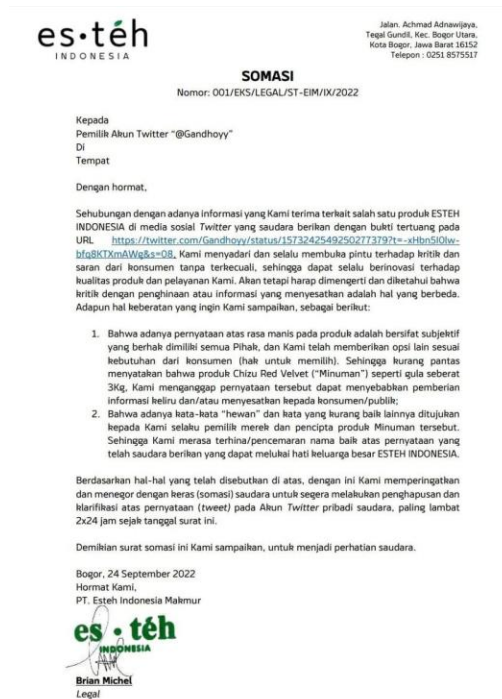 es•téh
INDONESIA
Jalan. Achmad Adnawijaya,
Tegal Gundil, Kec. Bogor Utara,
Kota Bogor, Jawa Barat 16152
Telepon : 0251 8575517
SOMASI
Nomor: 001/EKS/LEGAL/ST-EIM/IX/2022
Kepada
Pemilik Akun Twitter “@Gandhoyy”
Di
Tempat
Dengan hormat,
Sehubungan dengan adanya informasi yang Kami terima terkait salah satu produk ESTEH
INDONESIA di media sosial Twitter yang saudara berikan dengan bukti tertuang pada
URL https://twitter.com/Gandhoyy/status/1573242549250277379?t=-xHbn5I0Iw-
bfq8KTXmAWg&s=08. Kami menyadari dan selalu membuka pintu terhadap kritik dan
saran dari konsumen tanpa terkecuali, sehingga dapat selalu berinovasi terhadap
kualitas produk dan pelayanan Kami. Akan tetapi harap dimengerti dan diketahui bahwa
kritik dengan penghinaan atau informasi yang menyesatkan adalah hal yang berbeda.
Adapun hal keberatan yang ingin Kami sampaikan, sebagai berikut:
1. Bahwa adanya pernyataan atas rasa manis pada produk adalah bersifat subjektif
yang berhak dimiliki semua Pihak, dan Kami telah memberikan opsi lain sesuai
kebutuhan dari konsumen (hak untuk memilih). Sehingga kurang pantas
menyatakan bahwa produk Chizu Red Velvet (“Minuman”) seperti gula seberat
3Kg, Kami menganggap pernyataan tersebut dapat menyebabkan pemberian
informasi keliru dan/atau menyesatkan kepada konsumen/publik;
2. Bahwa adanya kata-kata “hewan” dan kata yang kurang baik lainnya ditujukan
kepada Kami selaku pemilik merek dan pencipta produk Minuman tersebut.
Sehingga Kami merasa terhina/pencemaran nama baik atas pernyataan yang
telah saudara berikan yang dapat melukai hati keluarga besar ESTEH INDONESIA.
Berdasarkan hal-hal yang telah disebutkan di atas, dengan ini Kami memperingatkan
dan menegor dengan keras (somasi) saudara untuk segera melakukan penghapusan dan
klarifikasi atas pernyataan (tweet) pada Akun Twitter pribadi saudara, paling lambat
2x24 jam sejak tanggal surat ini.
Demikian surat somasi ini Kami sampaikan, untuk menjadi perhatian saudara.
Bogor, 24 September 2022
Hormat Kami,
PT. Esteh Indonesia Makmur
es • téh
INDONESIA
Brian Michel
Legal